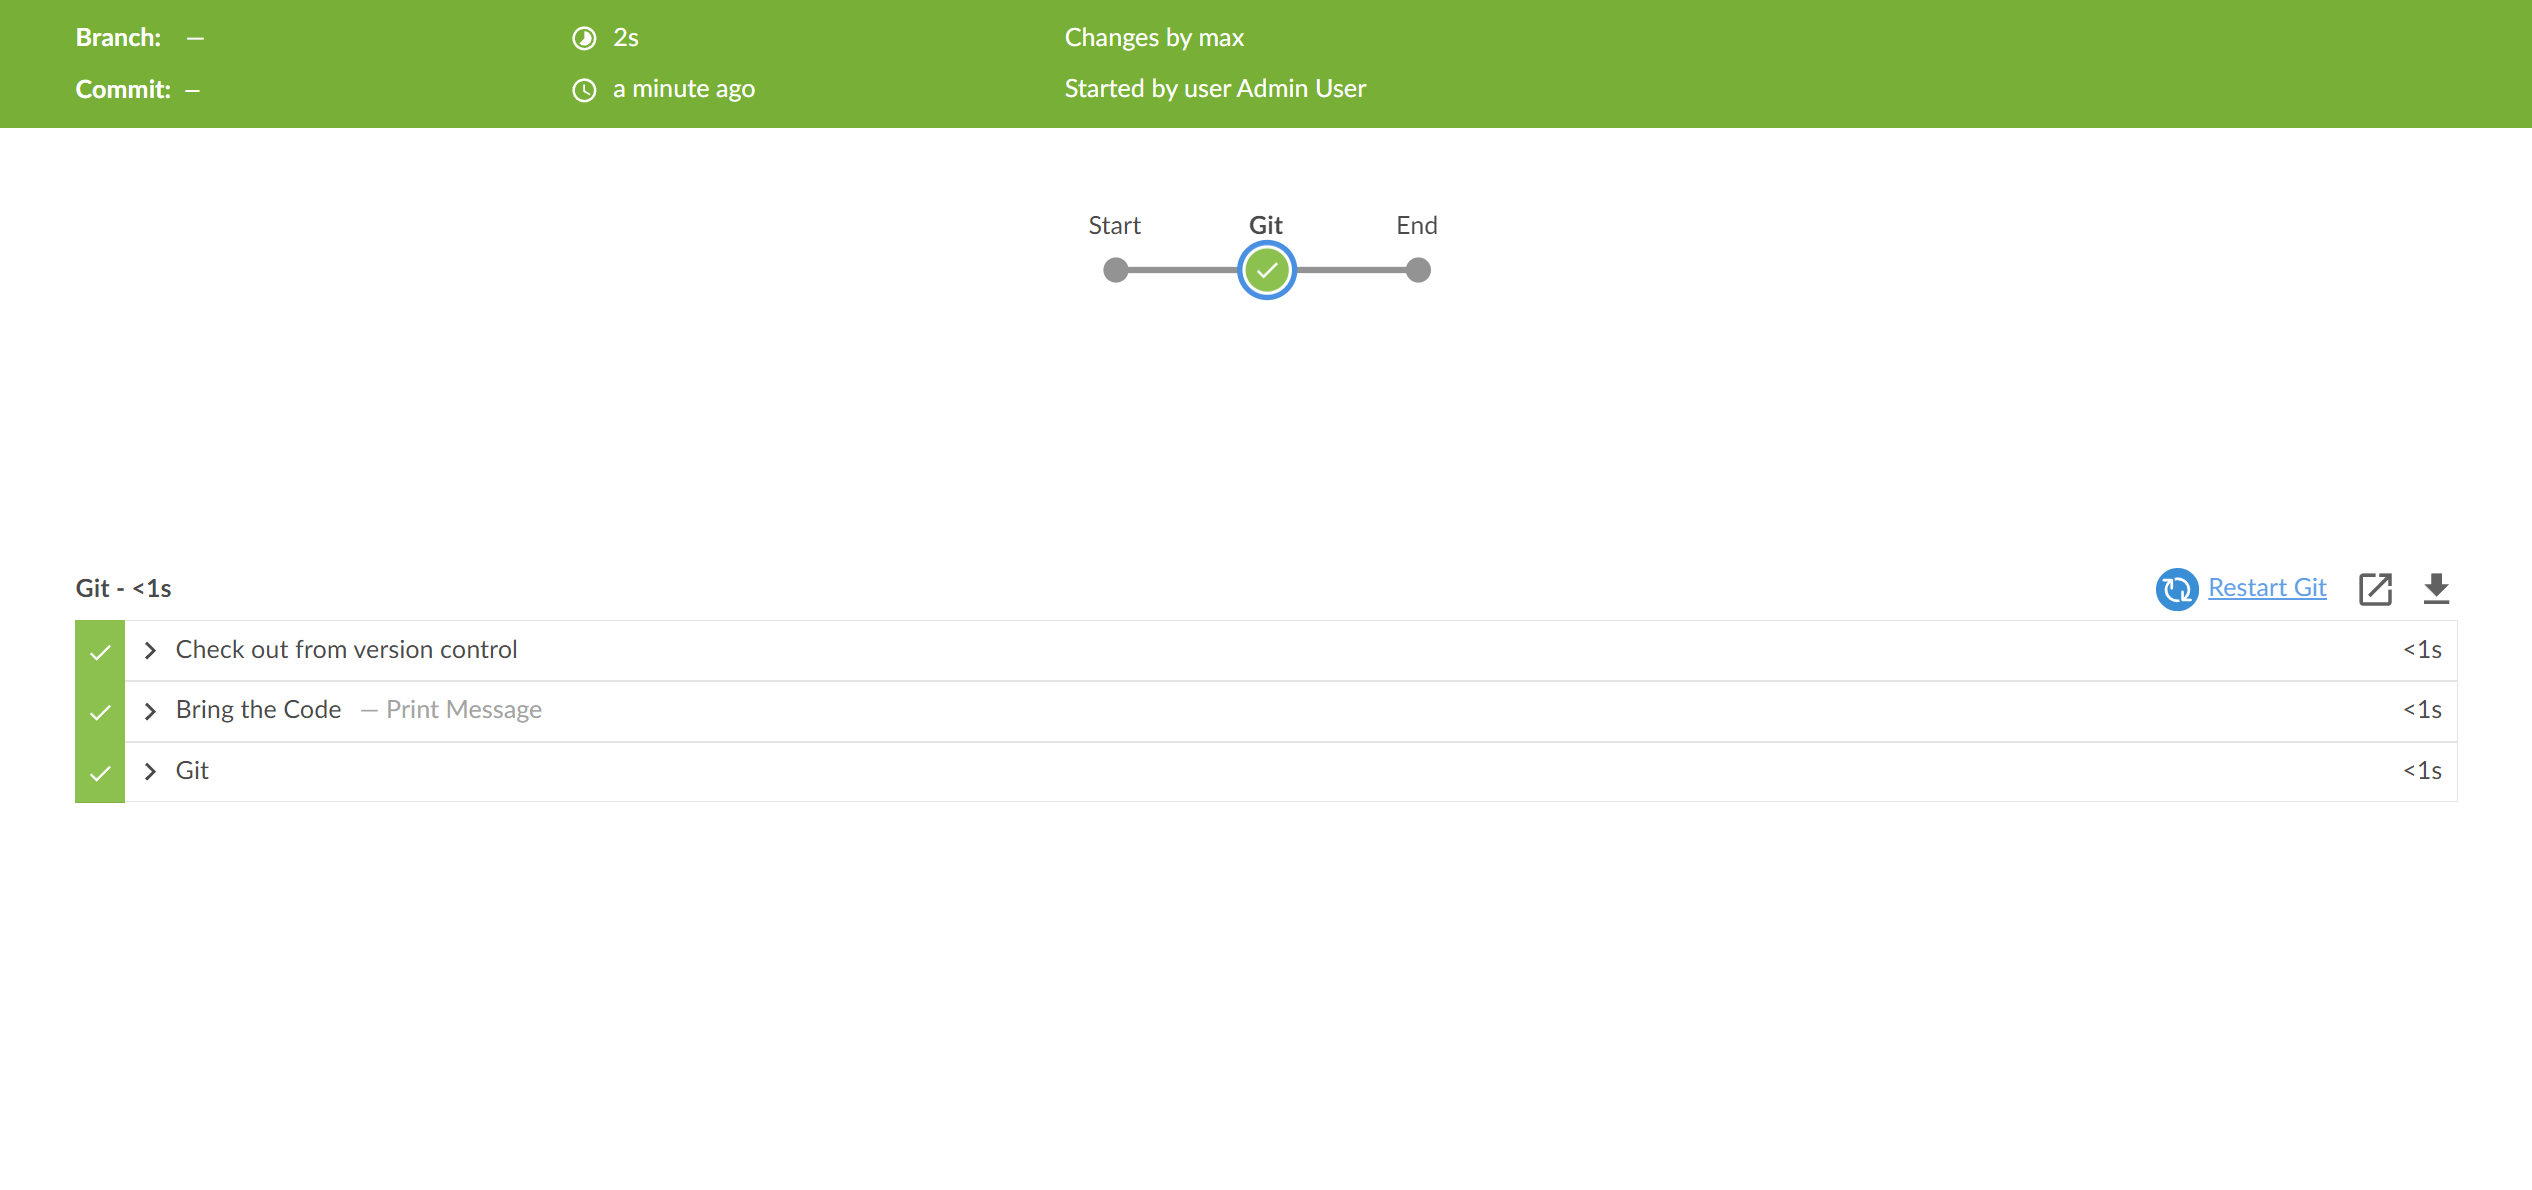 Branch: — 2s Changes by max
Commit: — a minute ago Started by user Admin User
Start Git End
Git - <1s Restart Git
Check out from version control <1s
Bring the Code — Print Message <1s
Git <1s